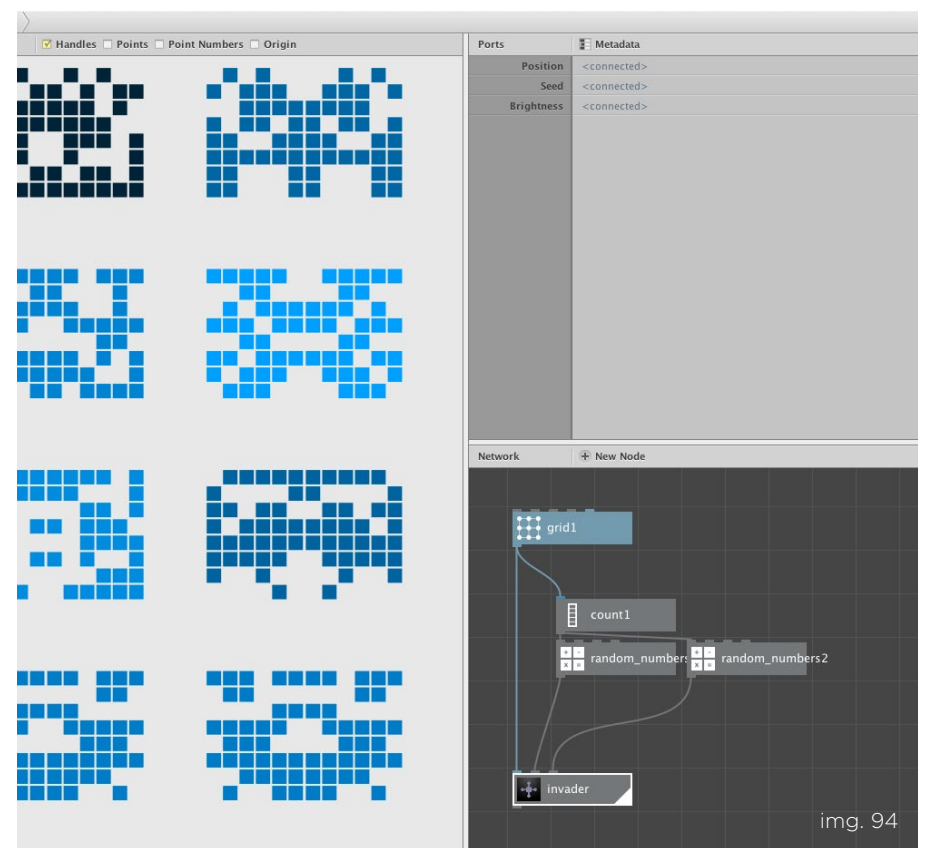 Handles Points Point Numbers Origin
Ports Metadata
Position <connected>
Seed <connected>
Brightness <connected>
Network New Node
grid1
count1
random_numbers random_numbers2
invader
img. 94